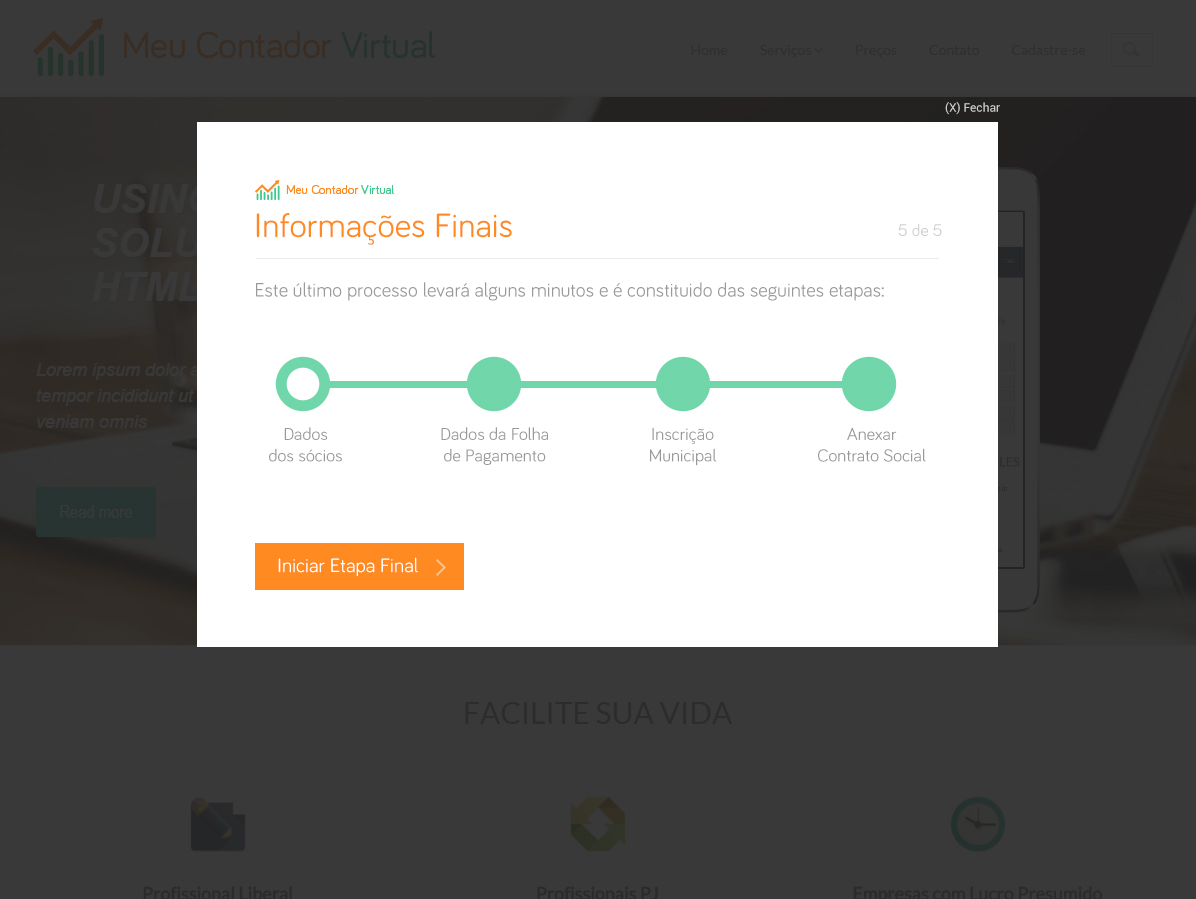 Meu Contador Virtual
Home Serviços Preços Contato Cadastre-se
(X) Fechar
Meu Contador Virtual
Informações Finais
5 de 5
Este último processo levará alguns minutos e é constituido das seguintes etapas:
Dados
dos sócios
Dados da Folha
de Pagamento
Inscrição
Municipal
Anexar
Contrato Social
Iniciar Etapa Final
HTML
Lorem ipsum dolor
tempor incididunt ut
veniam omnis
Read more
FACILITE SUA VIDA
Profissional Liberal
Profissionais PJ
Empresas com Lucro Presumido